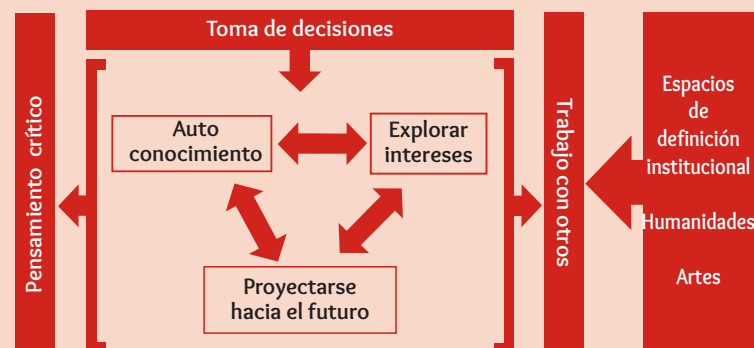 Toma de decisiones
Pensamiento crítico
Auto
conocimiento
Explorar
intereses
Proyectarse
hacia el futuro
Trabajo con otros
Espacios
de
definición
institucional
Humanidades
Artes